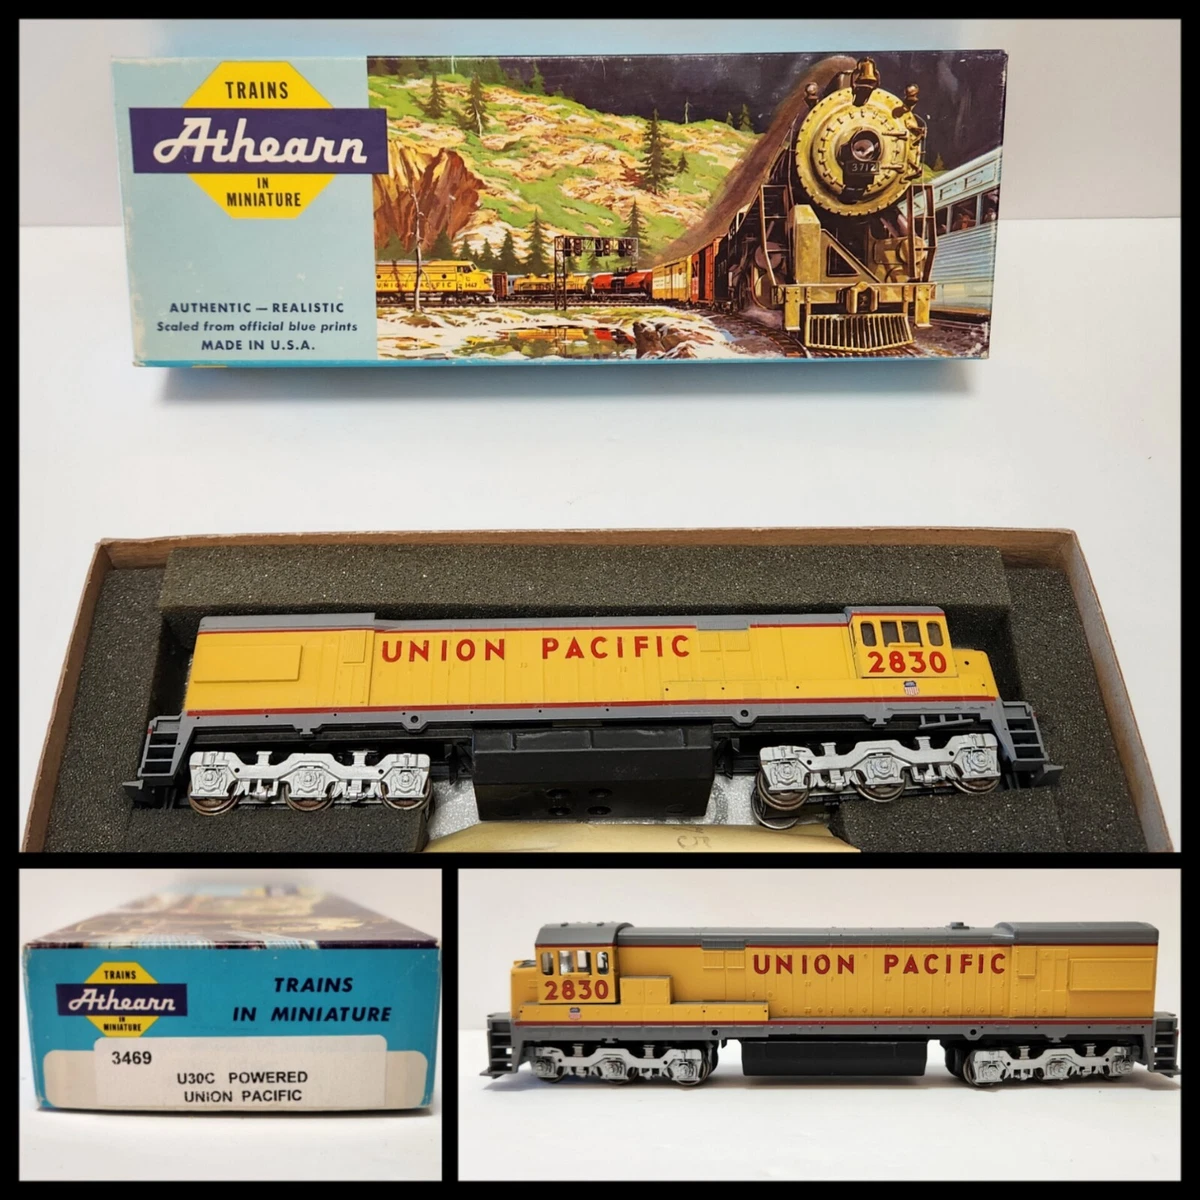 TRAINS
Athearn
IN
MINIATURE
AUTHENTIC — REALISTIC
Scaled from official blue prints
MADE IN U.S.A.
UNION PACIFIC
3712
UNION PACIFIC
2830
TRAINS
Athearn
IN
MINIATURE
TRAINS
IN MINIATURE
3469
U30C POWERED
UNION PACIFIC
UNION PACIFIC
2830